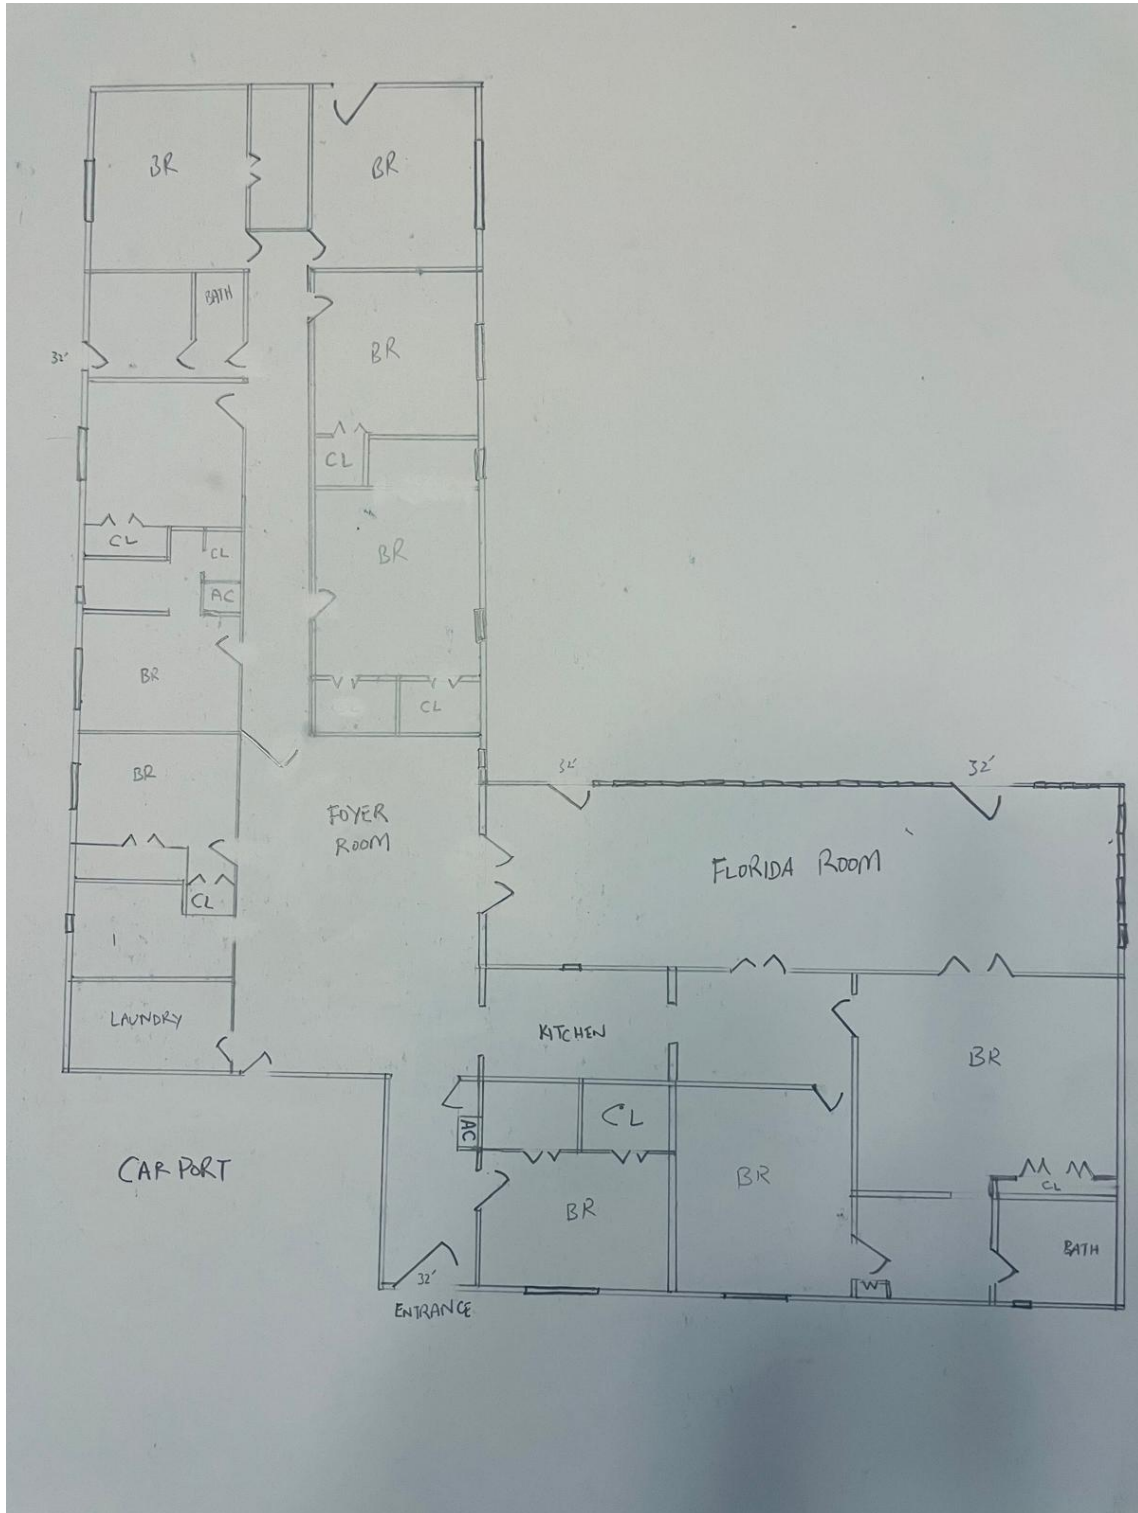 BR
BR
BATH
32'
BR
CL
BR
CL
CL
AC
BR
CL
BR
32'
32'
FOYER
ROOM
FLORIDA ROOM
CL
LAUNDRY
KITCHEN
BR
CL
AC
CAR PORT
BR
BR
CL
BATH
32'
W
ENTRANCE